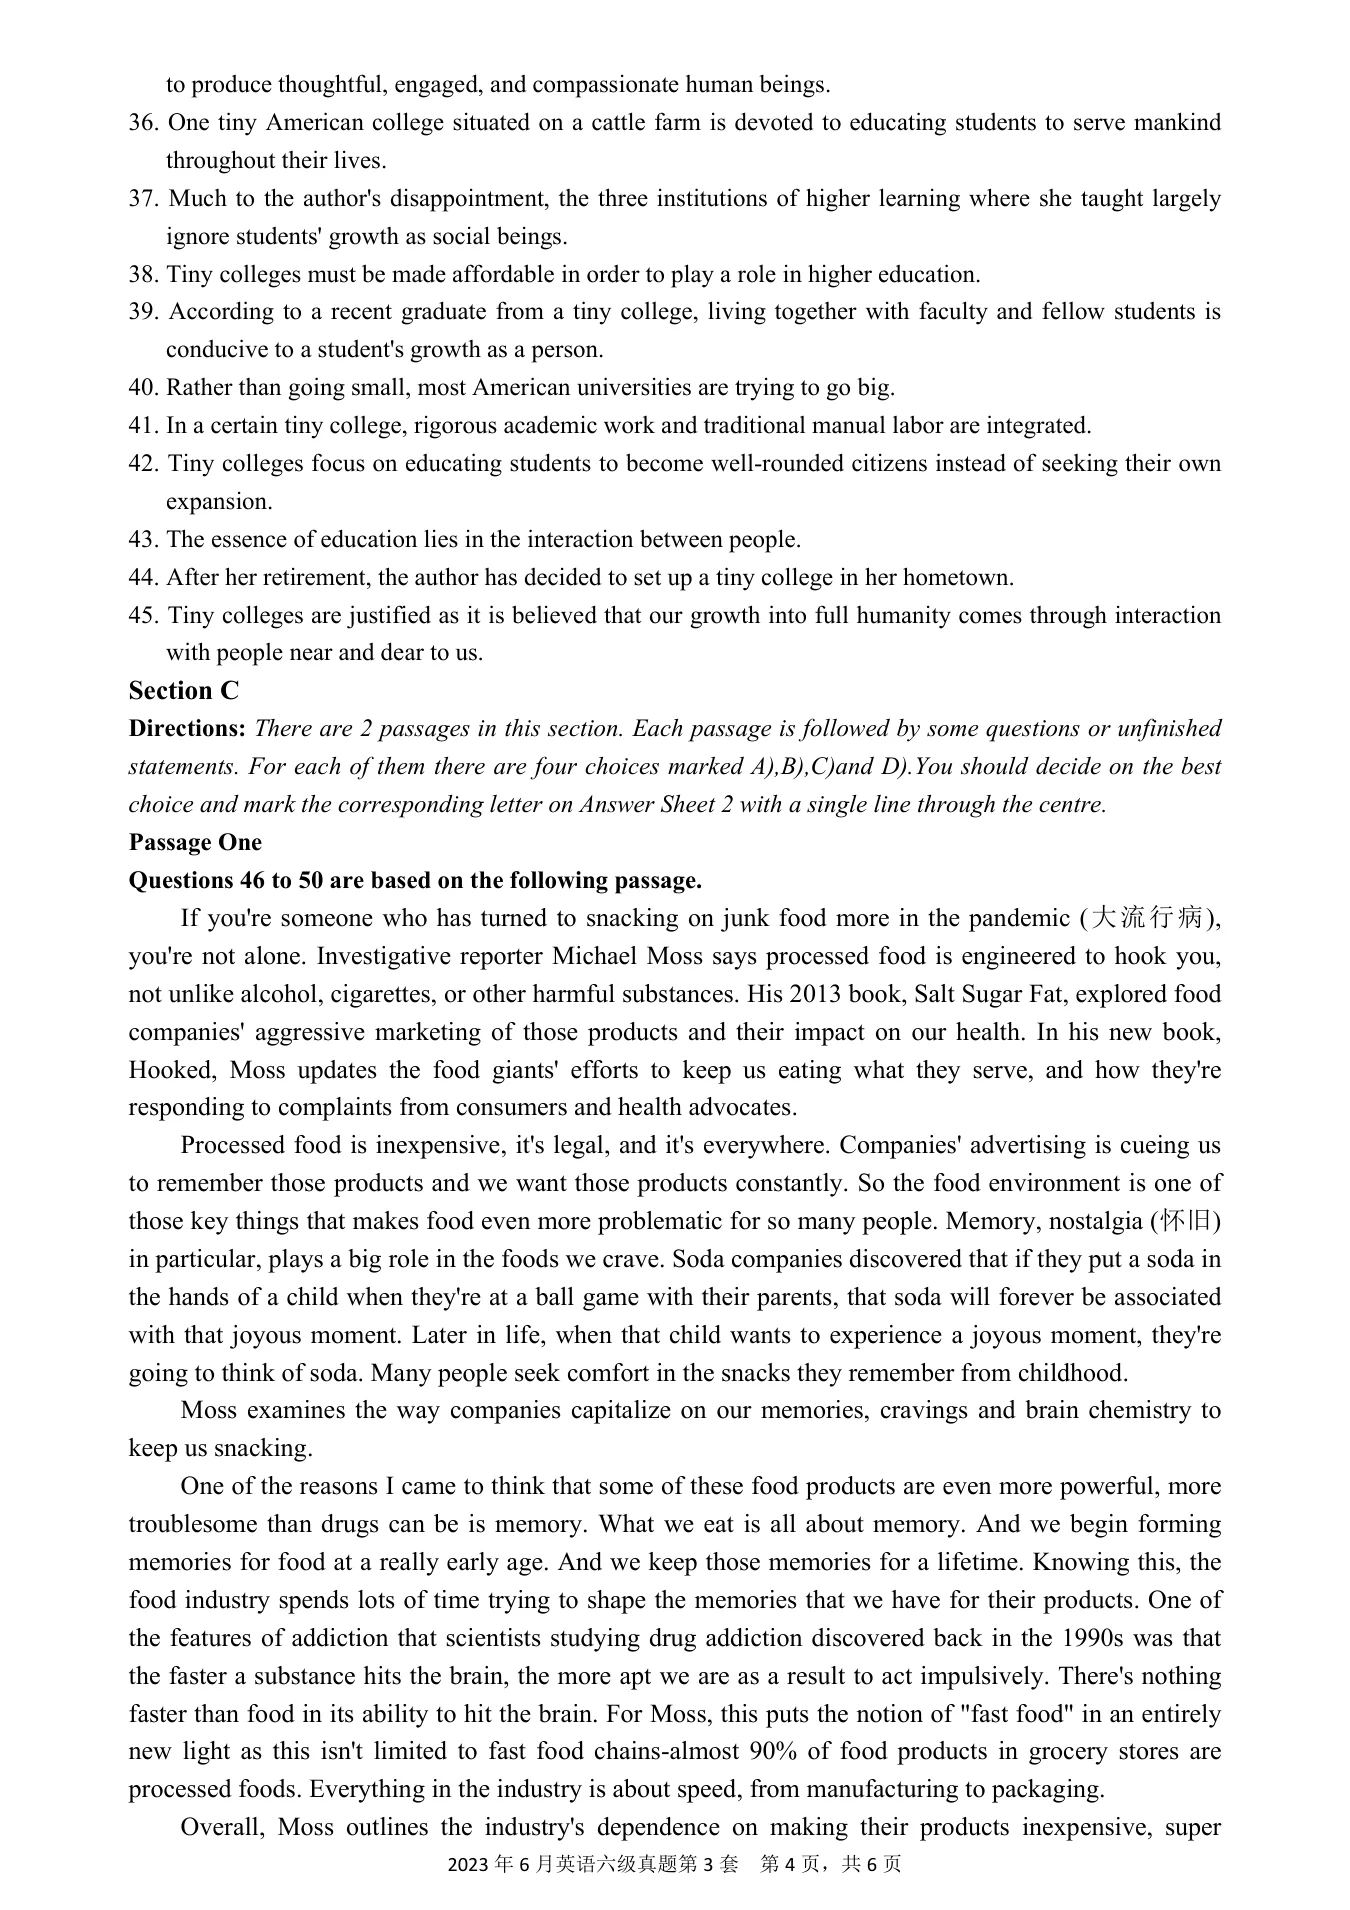 to produce thoughtful, engaged, and compassionate human beings.
36. One tiny American college situated on a cattle farm is devoted to educating students to serve mankind
throughout their lives.
37. Much to the author's disappointment, the three institutions of higher learning where she taught largely
ignore students' growth as social beings.
38. Tiny colleges must be made affordable in order to play a role in higher education.
39. According to a recent graduate from a tiny college, living together with faculty and fellow students is
conducive to a student's growth as a person.
40. Rather than going small, most American universities are trying to go big.
41. In a certain tiny college, rigorous academic work and traditional manual labor are integrated.
42. Tiny colleges focus on educating students to become well-rounded citizens instead of seeking their own
expansion.
43. The essence of education lies in the interaction between people.
44. After her retirement, the author has decided to set up a tiny college in her hometown.
45. Tiny colleges are justified as it is believed that our growth into full humanity comes through interaction
with people near and dear to us.
Section C
Directions: There are 2 passages in this section. Each passage is followed by some questions or unfinished
statements. For each of them there are four choices marked A),B),C)and D).You should decide on the best
choice and mark the corresponding letter on Answer Sheet 2 with a single line through the centre.
Passage One
Questions 46 to 50 are based on the following passage.
If you're someone who has turned to snacking on junk food more in the pandemic (大流行病),
you're not alone. Investigative reporter Michael Moss says processed food is engineered to hook you,
not unlike alcohol, cigarettes, or other harmful substances. His 2013 book, Salt Sugar Fat, explored food
companies' aggressive marketing of those products and their impact on our health. In his new book,
Hooked, Moss updates the food giants' efforts to keep us eating what they serve, and how they're
responding to complaints from consumers and health advocates.
Processed food is inexpensive, it's legal, and it's everywhere. Companies' advertising is cueing us
to remember those products and we want those products constantly. So the food environment is one of
those key things that makes food even more problematic for so many people. Memory, nostalgia (怀旧)
in particular, plays a big role in the foods we crave. Soda companies discovered that if they put a soda in
the hands of a child when they're at a ball game with their parents, that soda will forever be associated
with that joyous moment. Later in life, when that child wants to experience a joyous moment, they're
going to think of soda. Many people seek comfort in the snacks they remember from childhood.
Moss examines the way companies capitalize on our memories, cravings and brain chemistry to
keep us snacking.
One of the reasons I came to think that some of these food products are even more powerful, more
troublesome than drugs can be is memory. What we eat is all about memory. And we begin forming
memories for food at a really early age. And we keep those memories for a lifetime. Knowing this, the
food industry spends lots of time trying to shape the memories that we have for their products. One of
the features of addiction that scientists studying drug addiction discovered back in the 1990s was that
the faster a substance hits the brain, the more apt we are as a result to act impulsively. There's nothing
faster than food in its ability to hit the brain. For Moss, this puts the notion of "fast food" in an entirely
new light as this isn't limited to fast food chains-almost 90% of food products in grocery stores are
processed foods. Everything in the industry is about speed, from manufacturing to packaging.
Overall, Moss outlines the industry's dependence on making their products inexpensive, super
2023 年 6 月英语六级真题第 3 套 第 4 页，共 6 页